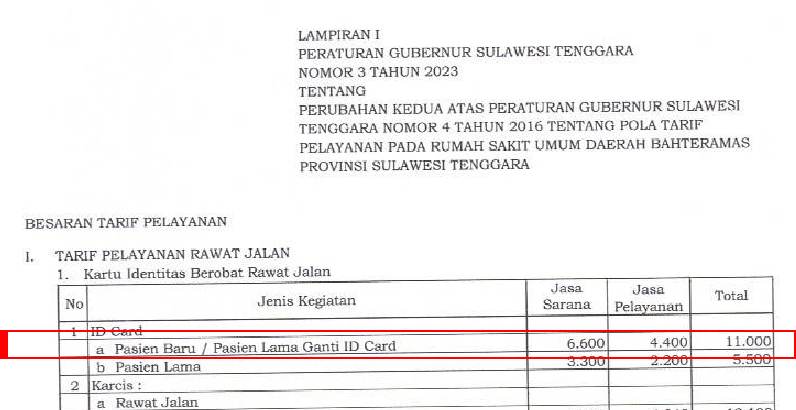 LAMPIRAN I
PERATURAN GUBERNUR SULAWESI TENGGARA
NOMOR 3 TAHUN 2023
TENTANG
PERUBAHAN KEDUA ATAS PERATURAN GUBERNUR SULAWESI
TENGGARA NOMOR 4 TAHUN 2016 TENTANG POLA TARIF
PELAYANAN PADA RUMAH SAKIT UMUM DAERAH BAHTERAMAS
PROVINSI SULAWESI TENGGARA
BESARAN TARIF PELAYANAN
I. TARIF PELAYANAN RAWAT JALAN
1. Kartu Identitas Berobat Rawat Jalan
No Jenis Kegiatan Jasa Sarana Jasa Pelayanan Total
1 ID Card
a Pasien Baru / Pasien Lama Ganti ID Card 6.600 4.400 11.000
b Pasien Lama 3.300 2.200 5.500
2 Karcis :
a Rawat Jalan